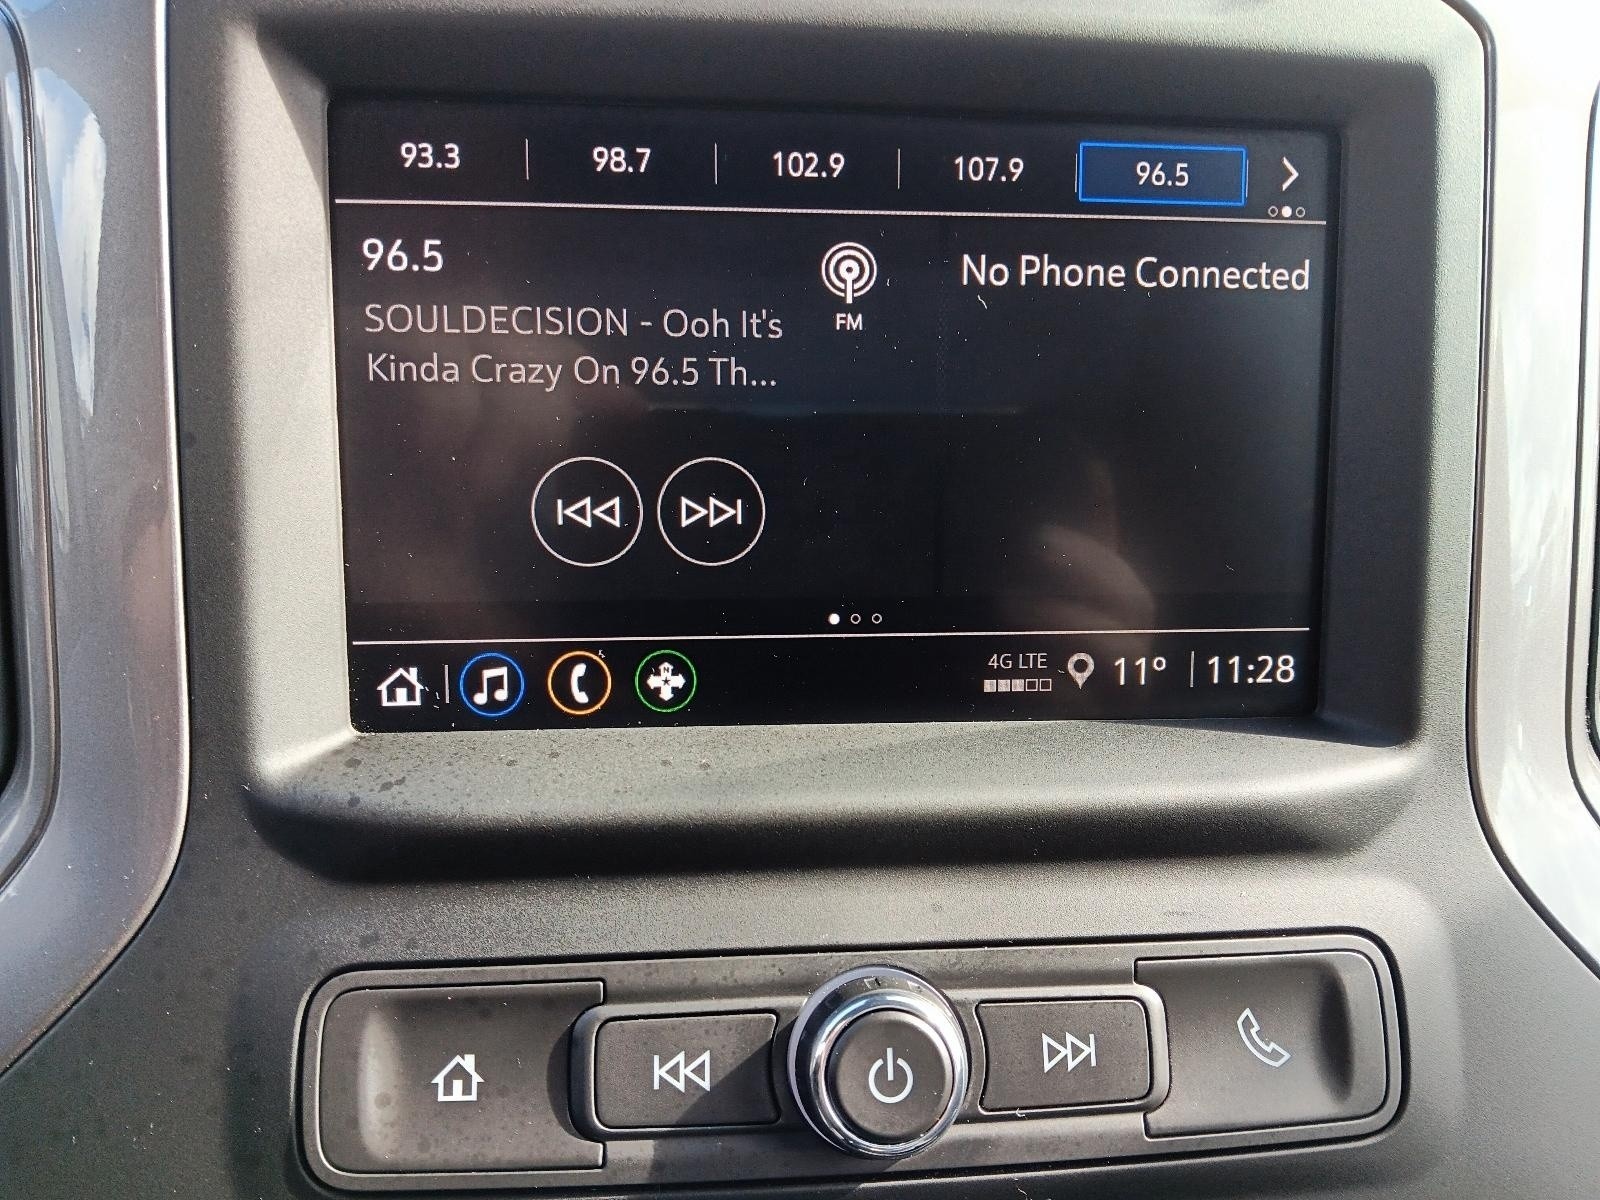 93.3 98.7 102.9 107.9 96.5
96.5
FM
No Phone Connected
SOULDECISION - Ooh It's
Kinda Crazy On 96.5 Th...
N
4G LTE
11° 11:28